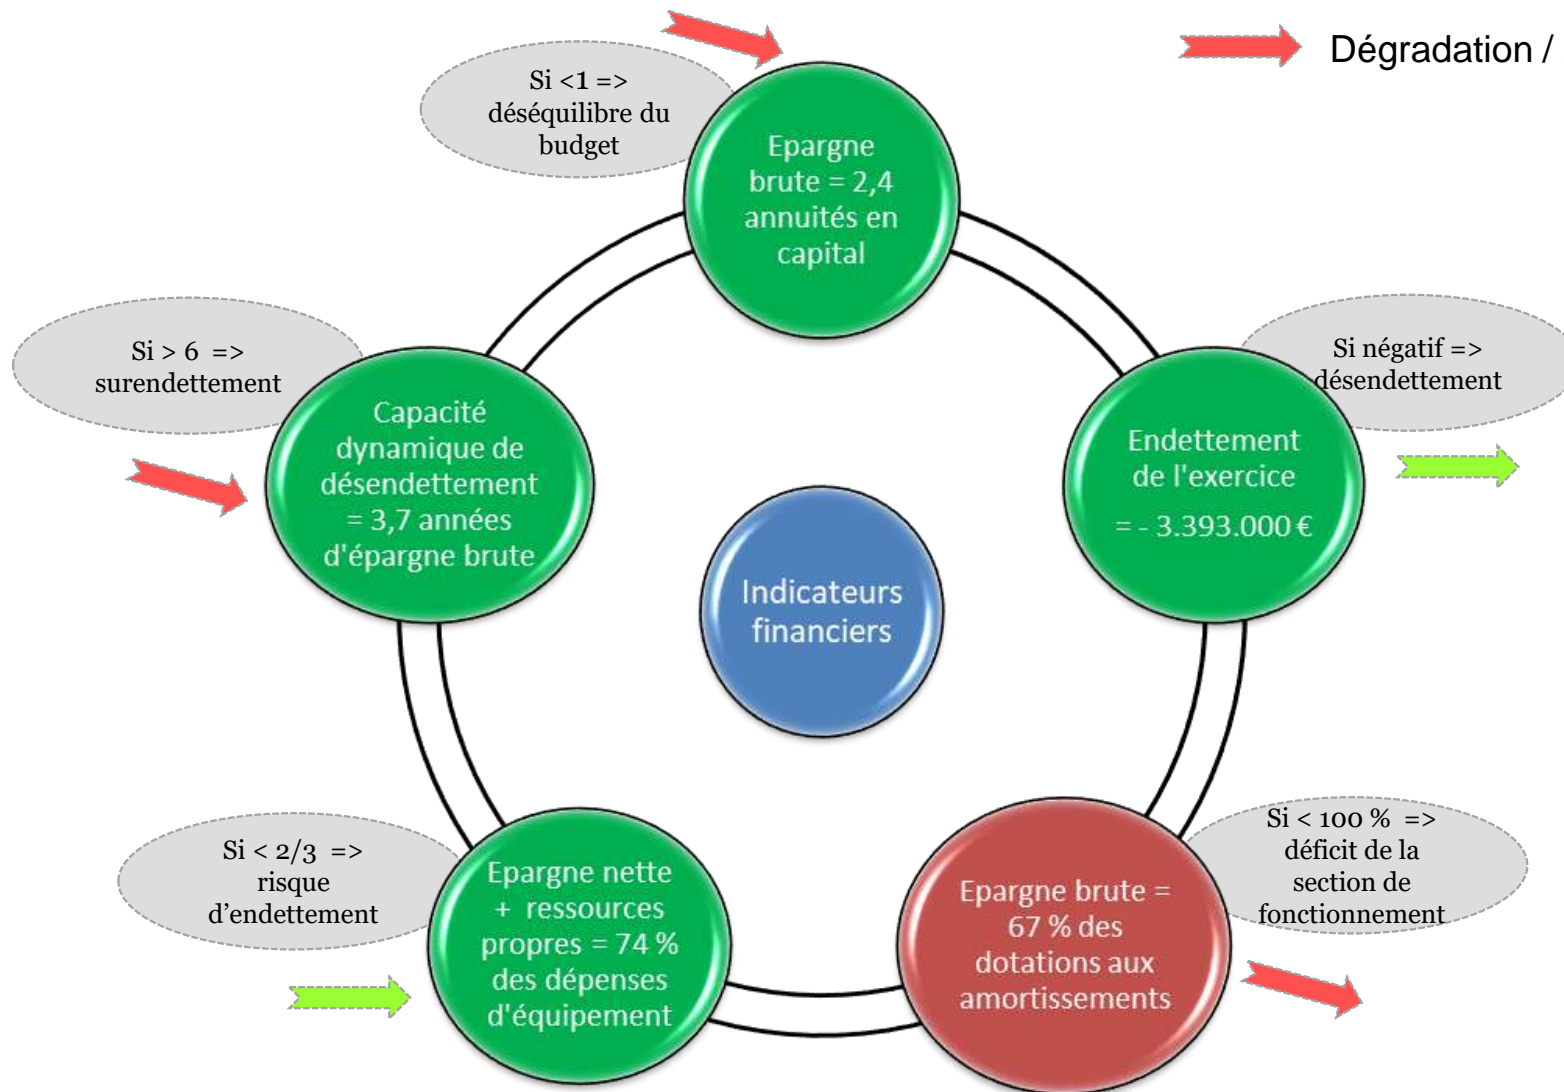 Dégradation /
Si <1 =>
déséquilibre du
budget
Epargne
brute = 2,4
annuités en
capital
Si > 6 =>
surendettement
Si négatif =>
désendettement
Capacité
dynamique de
désendettement
= 3,7 années
d'épargne brute
Endettement
de l'exercice
= - 3.393.000 €
Indicateurs
financiers
Si < 2/3 =>
risque
d’endettement
Epargne nette
+ ressources
propres = 74 %
des dépenses
d'équipement
Epargne brute =
67 % des
dotations aux
amortissements
Si < 100 % =>
déficit de la
section de
fonctionnement